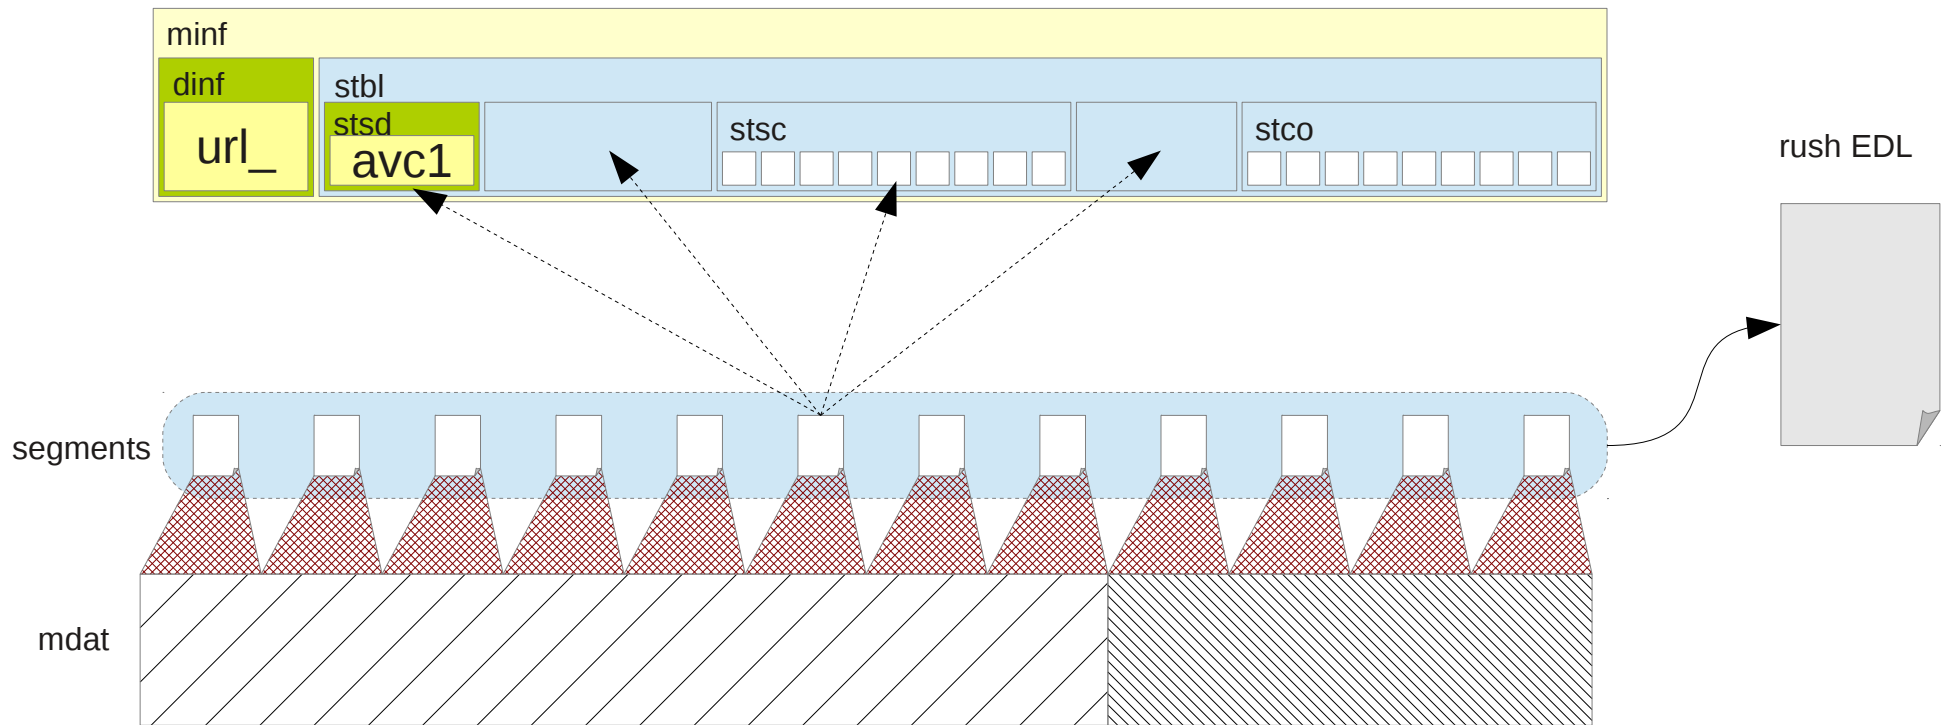 minf
dinf
url_
stbl
stsd
avc1
stsc
stco
rush EDL
segments
mdat